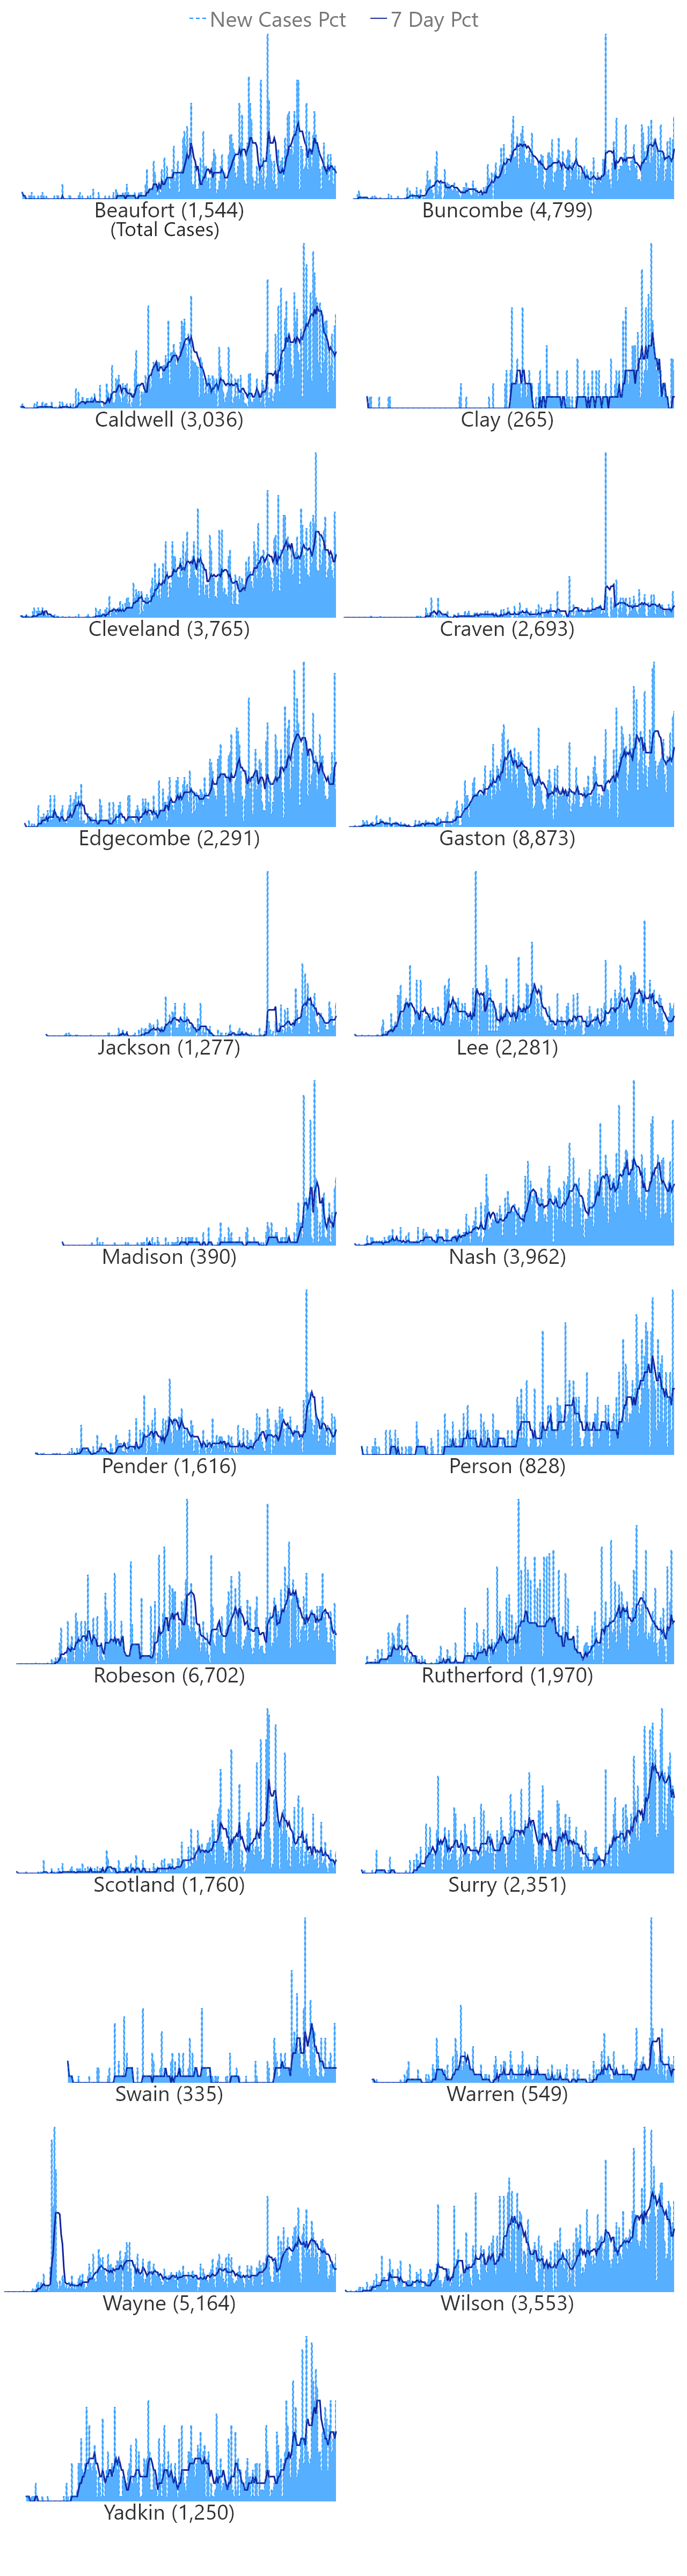 New Cases Pct 7 Day Pct
Beaufort (1,544) Buncombe (4,799)
(Total Cases)
Caldwell (3,036) Clay (265)
Cleveland (3,765) Craven (2,693)
Edgecombe (2,291) Gaston (8,873)
Jackson (1,277) Lee (2,281)
Madison (390) Nash (3,962)
Pender (1,616) Person (828)
Robeson (6,702) Rutherford (1,970)
Scotland (1,760) Surry (2,351)
Swain (335) Warren (549)
Wayne (5,164) Wilson (3,553)
Yadkin (1,250)